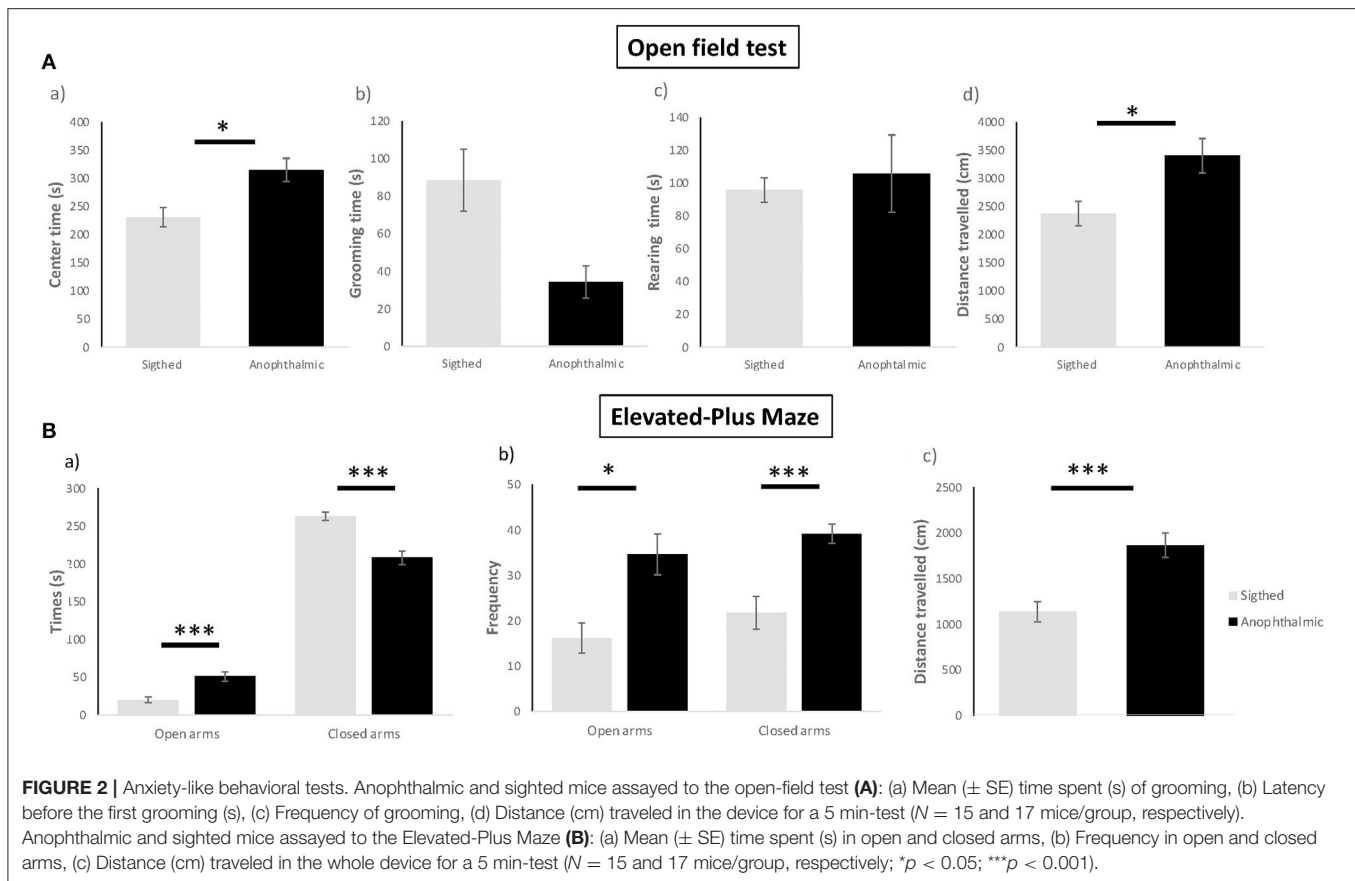 Open field test
A
a)
Center time (s)
400
350
300
250
200
150
100
50
0
*
Sigthed
Anophthalmic
b)
Grooming time (s)
120
100
80
60
40
20
0
Sigthed
Anophthalmic
c)
Rearing time (s)
140
120
100
80
60
40
20
0
Sigthed
Anophtalmic
d)
Distance travelled (cm)
4000
3500
3000
2500
2000
1500
1000
500
0
*
Sigthed
Anophthalmic
Elevated-Plus Maze
B
a)
Times (s)
300
250
200
150
100
50
0
***
***
Open arms
Closed arms
b)
Frequency
50
40
30
20
10
0
*
***
Open arms
Closed arms
c)
Distance travelled (cm)
2500
2000
1500
1000
500
0
***
Sigthed
Anophthalmic
FIGURE 2 | Anxiety-like behavioral tests. Anophthalmic and sighted mice assayed to the open-field test (A): (a) Mean (± SE) time spent (s) of grooming, (b) Latency
before the first grooming (s), (c) Frequency of grooming, (d) Distance (cm) traveled in the device for a 5 min-test (N = 15 and 17 mice/group, respectively).
Anophthalmic and sighted mice assayed to the Elevated-Plus Maze (B): (a) Mean (± SE) time spent (s) in open and closed arms, (b) Frequency in open and closed
arms, (c) Distance (cm) traveled in the whole device for a 5 min-test (N = 15 and 17 mice/group, respectively; *p < 0.05; ***p < 0.001).